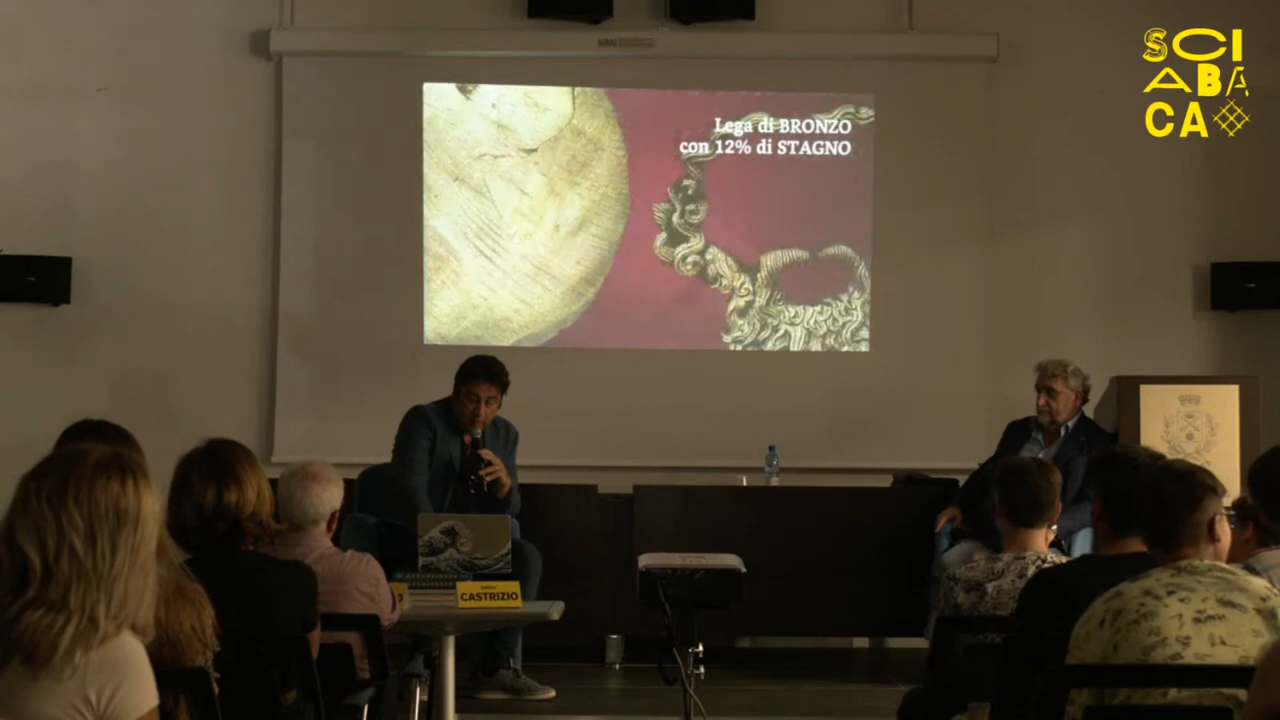 SCI
ABA
CA
Lega di BRONZO
con 12% di STAGNO
CASTRIZIO